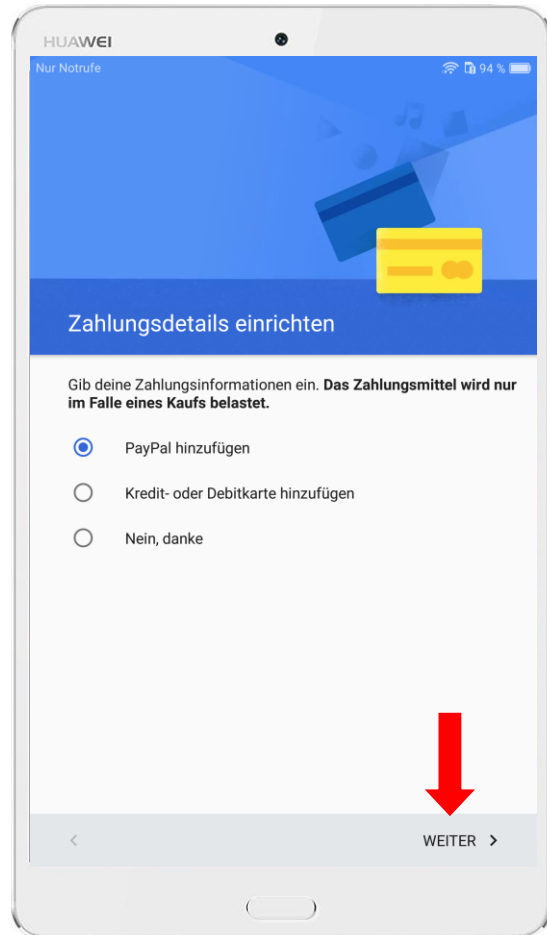 HUAWEI
Nur Notrufe 94 %
Zahlungsdetails einrichten
Gib deine Zahlungsinformationen ein. Das Zahlungsmittel wird nur
im Falle eines Kaufs belastet.
PayPal hinzufügen
Kredit- oder Debitkarte hinzufügen
Nein, danke
WEITER